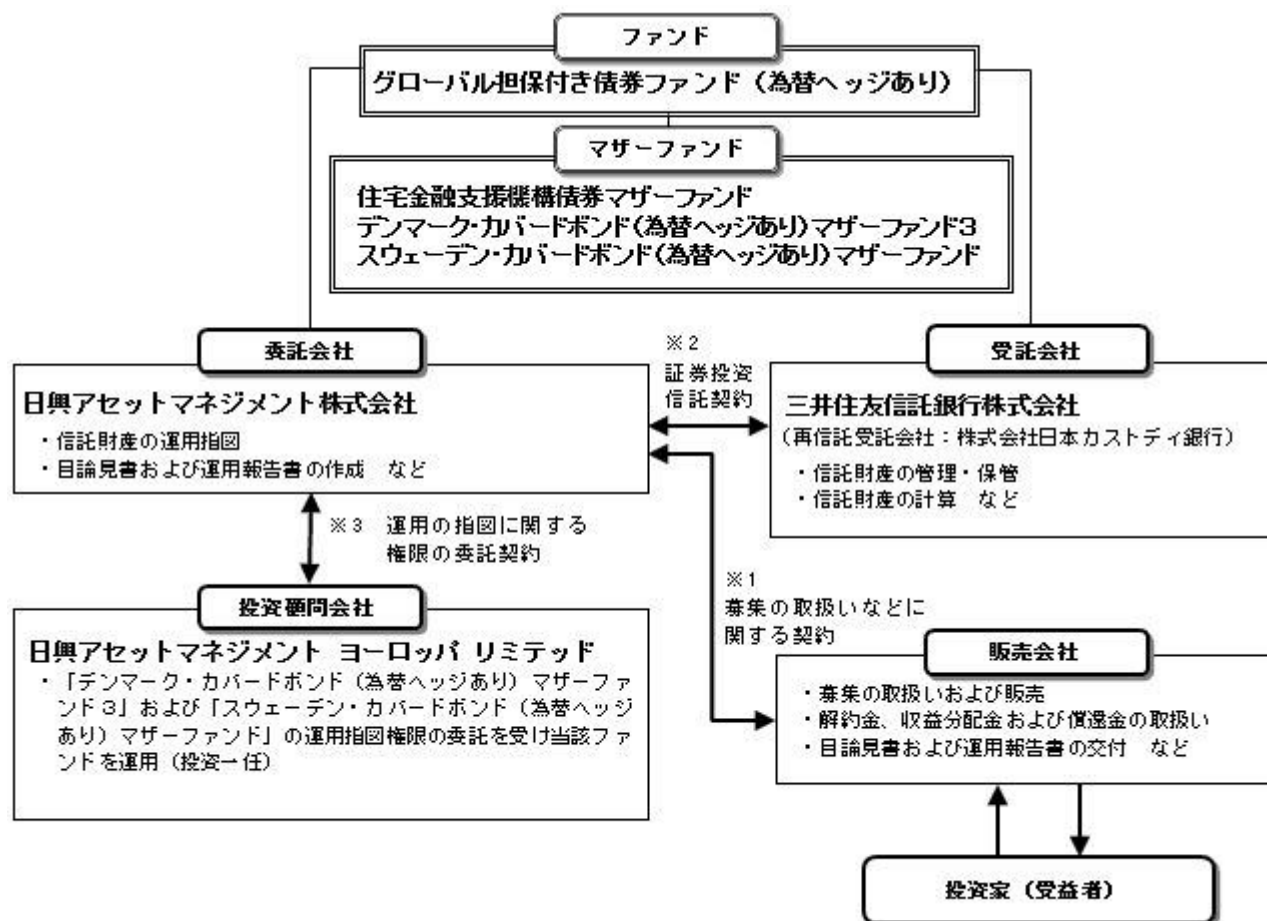 ファンド
グローバル担保付き債券ファンド（為替ヘッジあり）
マザーファンド
住宅金融支援機構債券マザーファンド
デンマーク・カバードボンド(為替ヘッジあり)マザーファンド3
スウェーデン・カバードボンド(為替ヘッジあり)マザーファンド
委託会社
日興アセットマネジメント株式会社
・信託財産の運用指図
・目論見書および運用報告書の作成　など
※2
証券投資
信託契約
受託会社
三井住友信託銀行株式会社
（再信託受託会社：株式会社日本カストディ銀行）
・信託財産の管理・保管
・信託財産の計算　など
※3　運用の指図に関する
権限の委託契約
投資顧問会社
日興アセットマネジメント ヨーロッパ リミテッド
・「デンマーク・カバードボンド（為替ヘッジあり）マザーファ
ンド3」および「スウェーデン・カバードボンド（為替ヘッジ
あり）マザーファンド」の運用指図権限の委託を受け当該ファ
ンドを運用（投資一任）
※1
募集の取扱いなどに
関する契約
販売会社
・募集の取扱いおよび販売
・解約金、収益分配金および償還金の取扱い
・目論見書および運用報告書の交付　など
投資家（受益者）